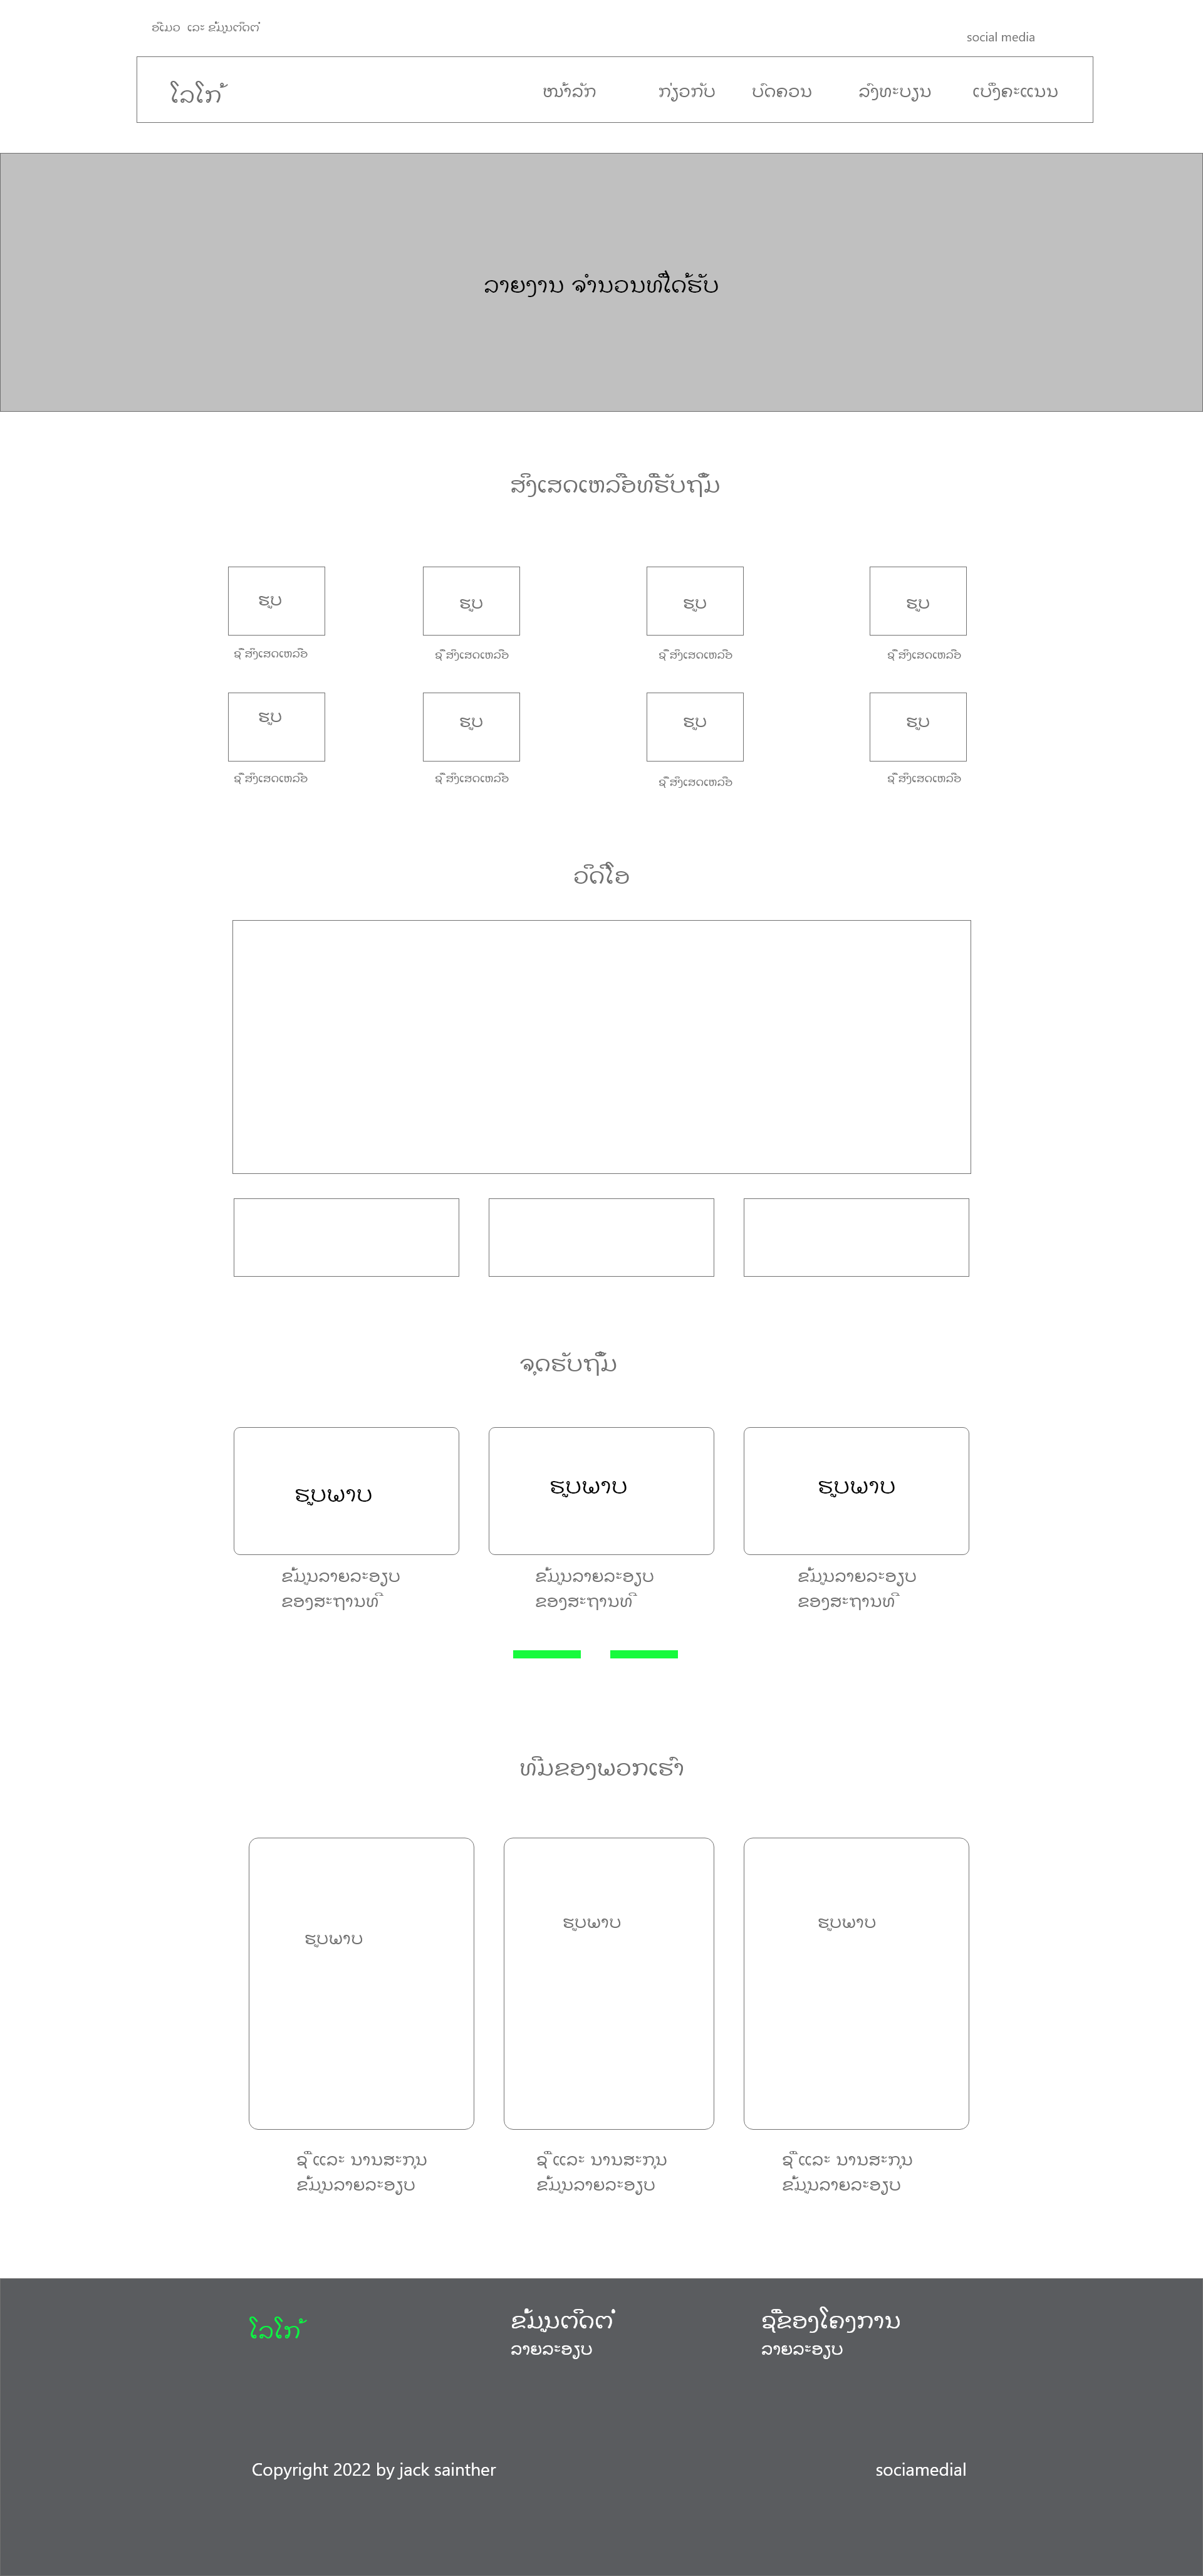 ອີເມວ ແລະ ຂໍ້ມູນຕິດຕໍ່
social media
ໂລໂກ້
ໜ້າລັກ ກ່ຽວກັບ ບົດຄວນ ລົງທະບຽນ ເບິ່ງຄະແນນ
ລາຍງານ ຈຳນວນທີ່ໄດ້ຮັບ
ສິ່ງເສດເຫລືອທີ່ຮັບຖິ້ມ
ຮູບ ຮູບ ຮູບ ຮູບ
ຊື່ສິ່ງເສດເຫລືອ ຊື່ສິ່ງເສດເຫລືອ ຊື່ສິ່ງເສດເຫລືອ ຊື່ສິ່ງເສດເຫລືອ
ຮູບ ຮູບ ຮູບ ຮູບ
ຊື່ສິ່ງເສດເຫລືອ ຊື່ສິ່ງເສດເຫລືອ ຊື່ສິ່ງເສດເຫລືອ ຊື່ສິ່ງເສດເຫລືອ
ວິດີໂອ
ຈຸດຮັບຖິ້ມ
ຮູບພາບ ຮູບພາບ ຮູບພາບ
ຂໍ້ມູນລາຍລະອຽບ ຂໍ້ມູນລາຍລະອຽບ ຂໍ້ມູນລາຍລະອຽບ
ຂອງສະຖານທີ່ ຂອງສະຖານທີ່ ຂອງສະຖານທີ່
ທີມຂອງພວກເຮົາ
ຮູບພາບ ຮູບພາບ ຮູບພາບ
ຊື່ ແລະ ນານສະກຸນ ຊື່ ແລະ ນານສະກຸນ ຊື່ ແລະ ນານສະກຸນ
ຂໍ້ມູນລາຍລະອຽບ ຂໍ້ມູນລາຍລະອຽບ ຂໍ້ມູນລາຍລະອຽບ
ໂລໂກ້ ຂໍ້ມູນຕິດຕໍ່ ຊື່ຂອງໂຄງການ
ລາຍລະອຽບ ລາຍລະອຽບ
Copyright 2022 by jack sainther sociamedial